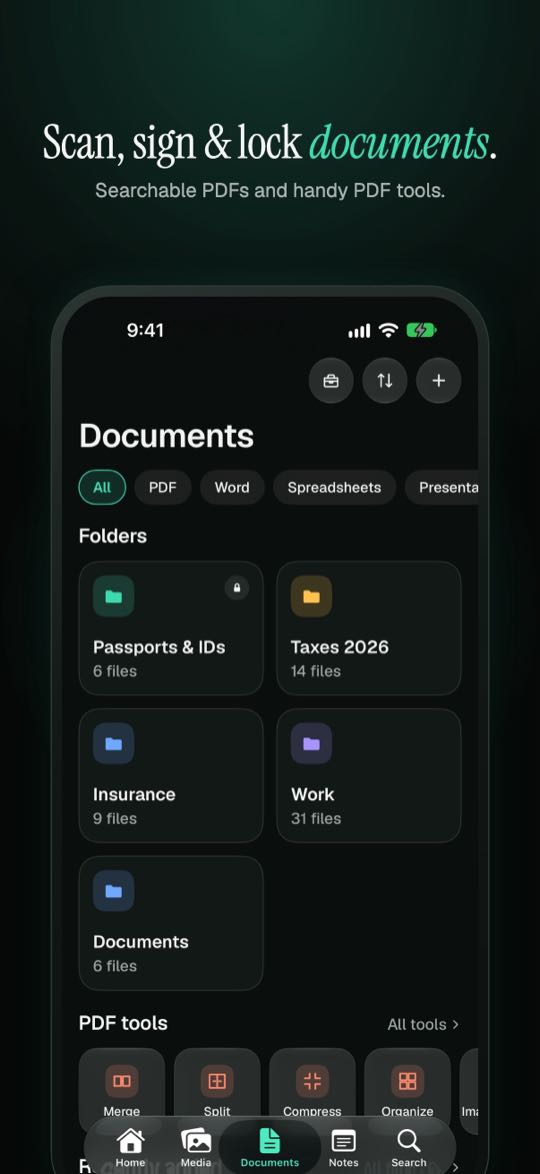 Scan, sign & lock documents.
Searchable PDFs and handy PDF tools.
9:41
Documents
All PDF Word Spreadsheets Presenta
Folders
Passports & IDs
6 files
Taxes 2026
14 files
Insurance
9 files
Work
31 files
Documents
6 files
PDF tools
All tools >
Merge Split Compress Organize Ima
Home Media Documents Notes Search